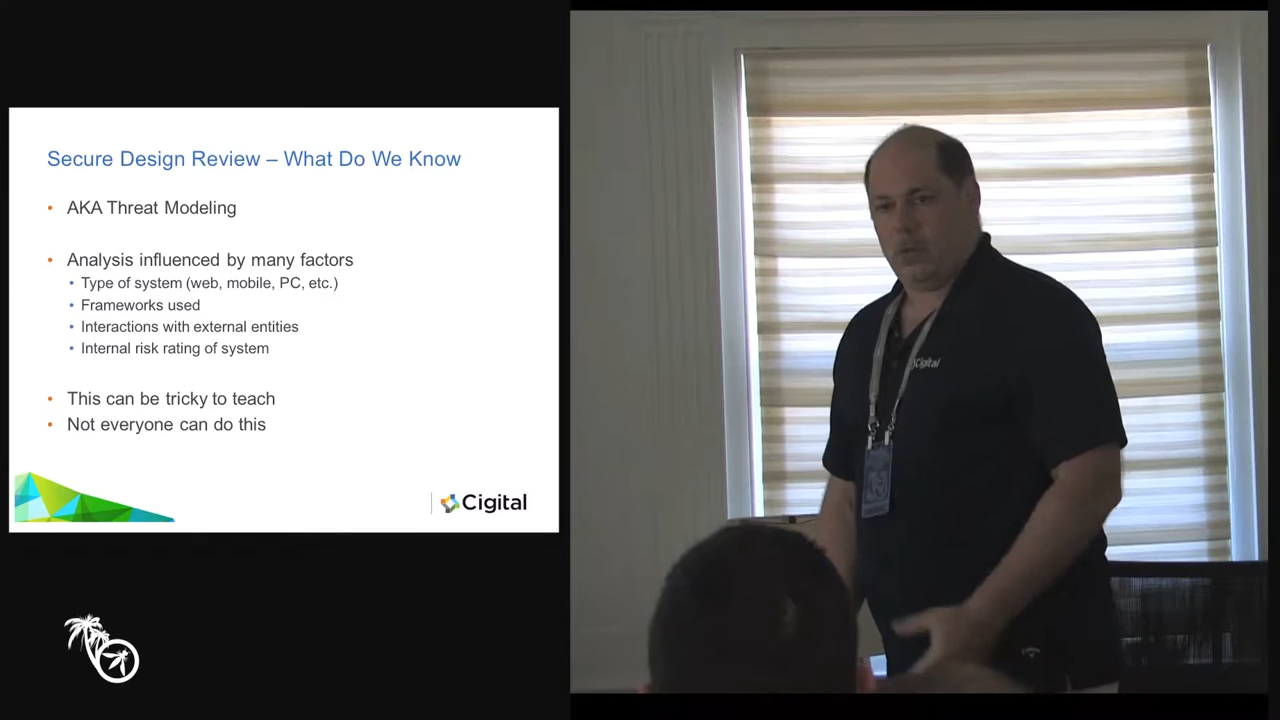 Secure Design Review – What Do We Know
• AKA Threat Modeling
• Analysis influenced by many factors
• Type of system (web, mobile, PC, etc.)
• Frameworks used
• Interactions with external entities
• Internal risk rating of system
• This can be tricky to teach
• Not everyone can do this
Cigital
Cigital